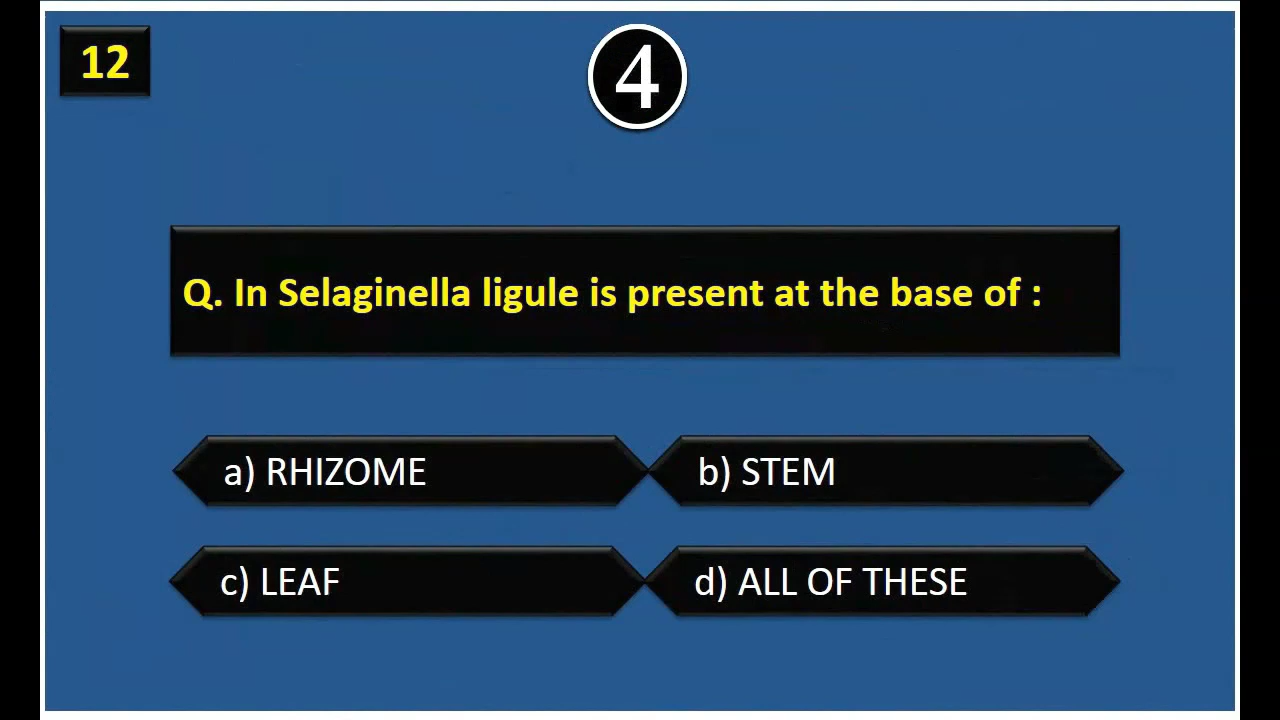 12
4
Q. In Selaginella ligule is present at the base of :
a) RHIZOME
b) STEM
c) LEAF
d) ALL OF THESE